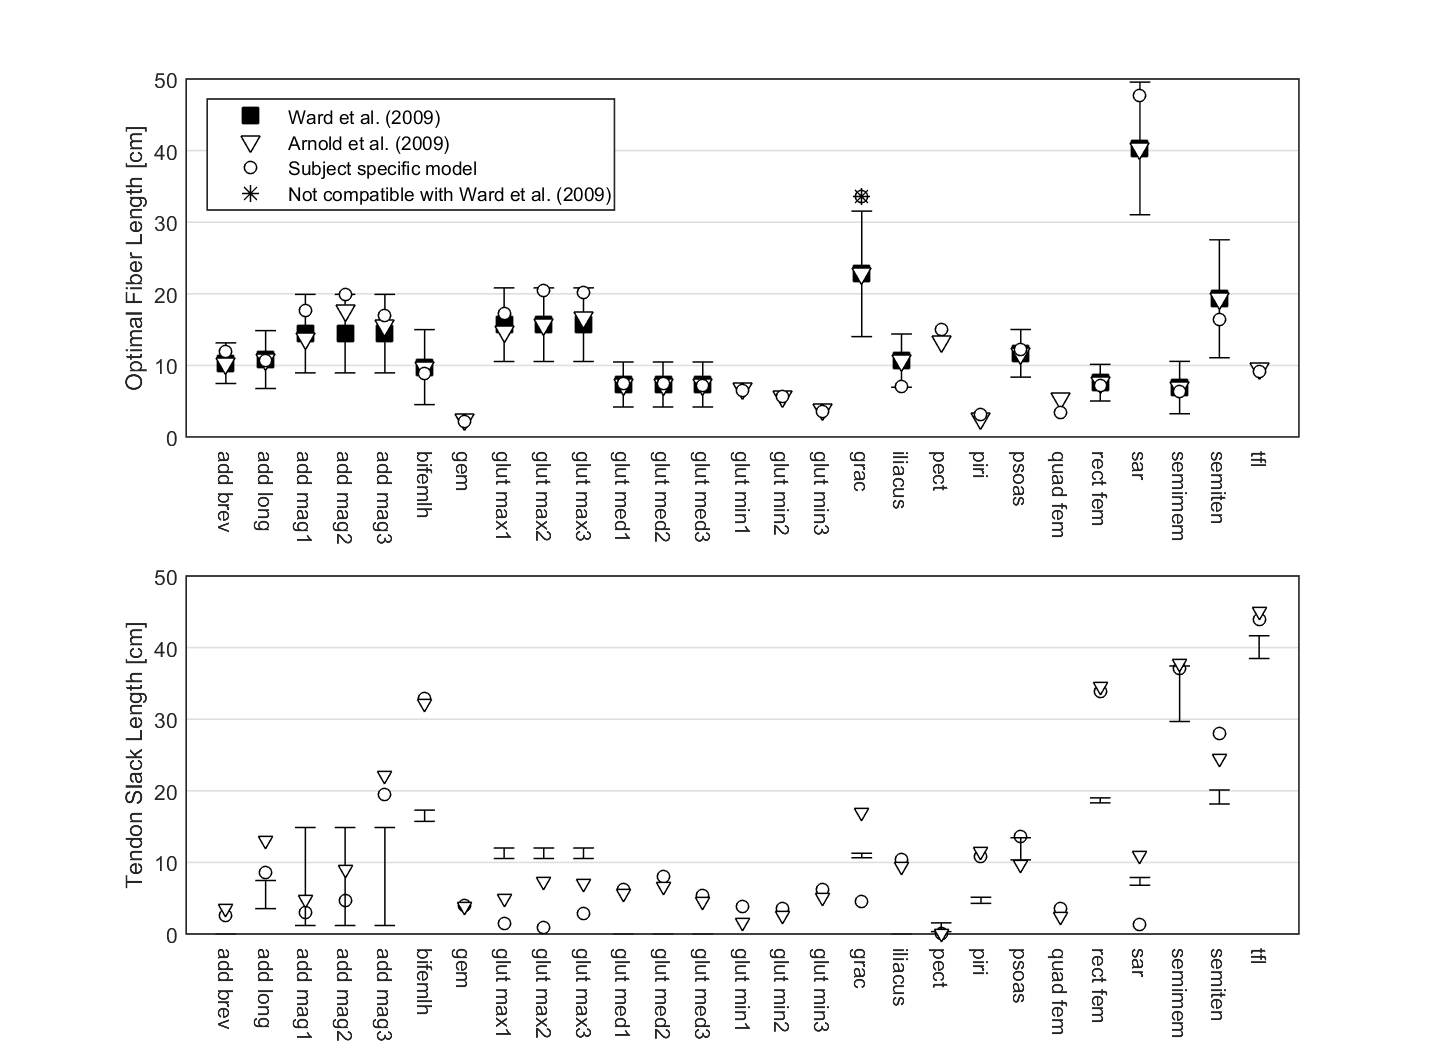 50
40
30
20
10
0
Optimal Fiber Length [cm]
Ward et al. (2009)
Arnold et al. (2009)
Subject specific model
Not compatible with Ward et al. (2009)
add brev
add long
add mag1
add mag2
add mag3
bifemlh
gem
glut max1
glut max2
glut max3
glut med1
glut med2
glut med3
glut min1
glut min2
glut min3
grac
iliacus
pect
piri
psoas
quad fem
rect fem
sar
semimem
semiten
tfl
50
40
30
20
10
0
Tendon Slack Length [cm]
add brev
add long
add mag1
add mag2
add mag3
bifemlh
gem
glut max1
glut max2
glut max3
glut med1
glut med2
glut med3
glut min1
glut min2
glut min3
grac
iliacus
pect
piri
psoas
quad fem
rect fem
sar
semimem
semiten
tfl